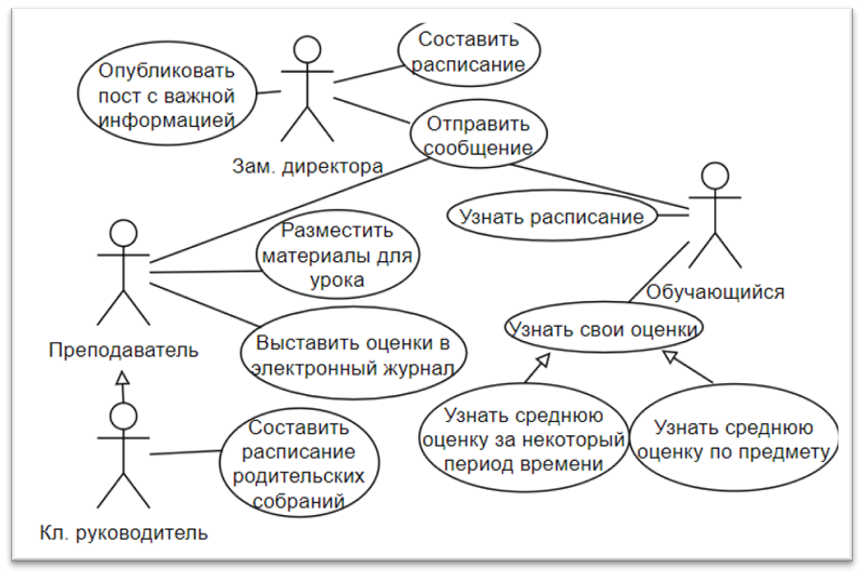 Составить
расписание
Опубликовать
пост с важной
информацией
Отправить
сообщение
Зам. директора
Узнать расписание
Разместить
материалы для
урока
Обучающийся
Узнать свои оценки
Преподаватель
Выставить оценки в
электронный журнал
Узнать среднюю
оценку за некоторый
период времени
Узнать среднюю
оценку по предмету
Составить
расписание
родительских
собраний
Кл. руководитель